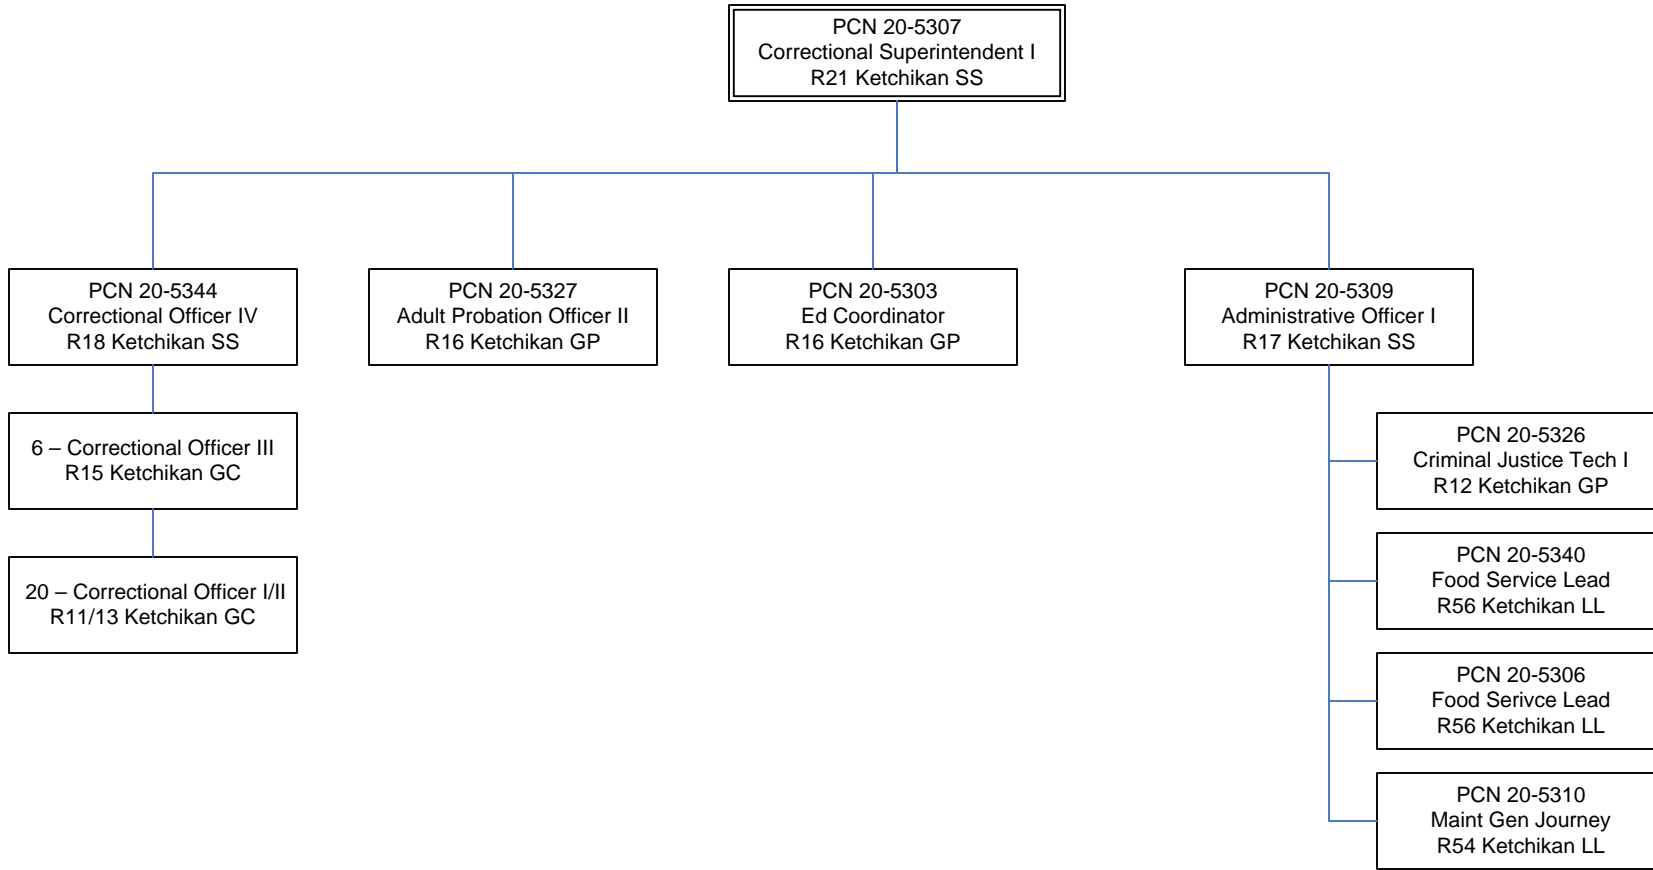 PCN 20-5307
Correctional Superintendent I
R21 Ketchikan SS
PCN 20-5344
Correctional Officer IV
R18 Ketchikan SS
PCN 20-5327
Adult Probation Officer II
R16 Ketchikan GP
PCN 20-5303
Ed Coordinator
R16 Ketchikan GP
PCN 20-5309
Administrative Officer I
R17 Ketchikan SS
6 – Correctional Officer III
R15 Ketchikan GC
20 – Correctional Officer I/II
R11/13 Ketchikan GC
PCN 20-5326
Criminal Justice Tech I
R12 Ketchikan GP
PCN 20-5340
Food Service Lead
R56 Ketchikan LL
PCN 20-5306
Food Serivce Lead
R56 Ketchikan LL
PCN 20-5310
Maint Gen Journey
R54 Ketchikan LL